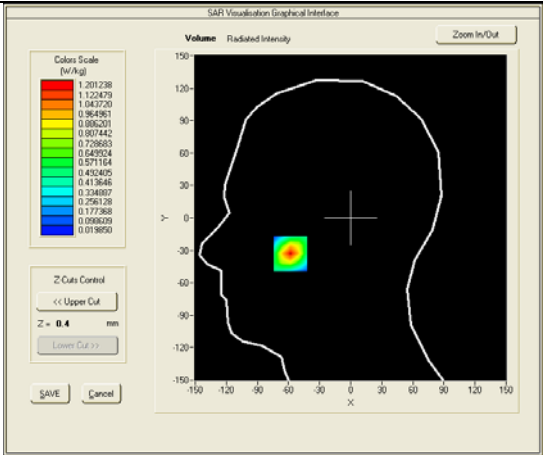 SAR Visualisation Graphical Interface
Volume Radiated Intensity
Zoom In/Out
Colors Scale
(W/kg)
1.201238
1.122479
1.043720
0.964961
0.886201
0.807442
0.728683
0.649924
0.571164
0.492405
0.413646
0.334887
0.256128
0.177368
0.098609
0.019850
Z-Cuts Control
<< Upper Cut
Z = 0.4 mm
Lower Cut >>
SAVE Cancel
150-
120-
90-
60-
30-
0-
-30-
-60-
-90-
-120-
-150-
Y
-150 -120 -90 -60 -30 0 30 60 90 120 150
X